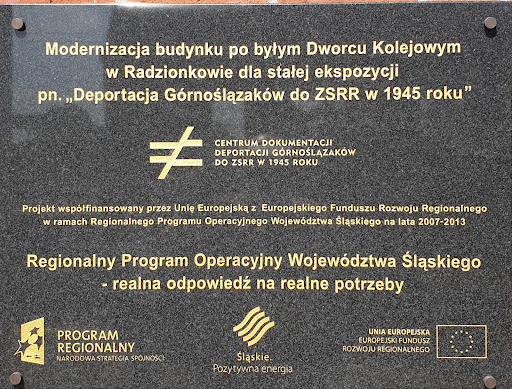 Modernizacja budynku po byłym Dworcu Kolejowym
w Radzionkowie dla stałej ekspozycji
pn. „Deportacja Górnoślązaków do ZSRR w 1945 roku”
CENTRUM DOKUMENTACJI
DEPORTACJI GÓRNOŚLĄZAKÓW
DO ZSRR W 1945 ROKU
Projekt współfinansowany przez Unię Europejską z Europejskiego Funduszu Rozwoju Regionalnego
w ramach Regionalnego Programu Operacyjnego Województwa Śląskiego na lata 2007-2013
Regionalny Program Operacyjny Województwa Śląskiego
- realna odpowiedź na realne potrzeby
PROGRAM
REGIONALNY
NARODOWA STRATEGIA SPÓJNOŚCI
Śląskie.
Pozytywna energia
UNIA EUROPEJSKA
EUROPEJSKI FUNDUSZ
ROZWOJU REGIONALNEGO